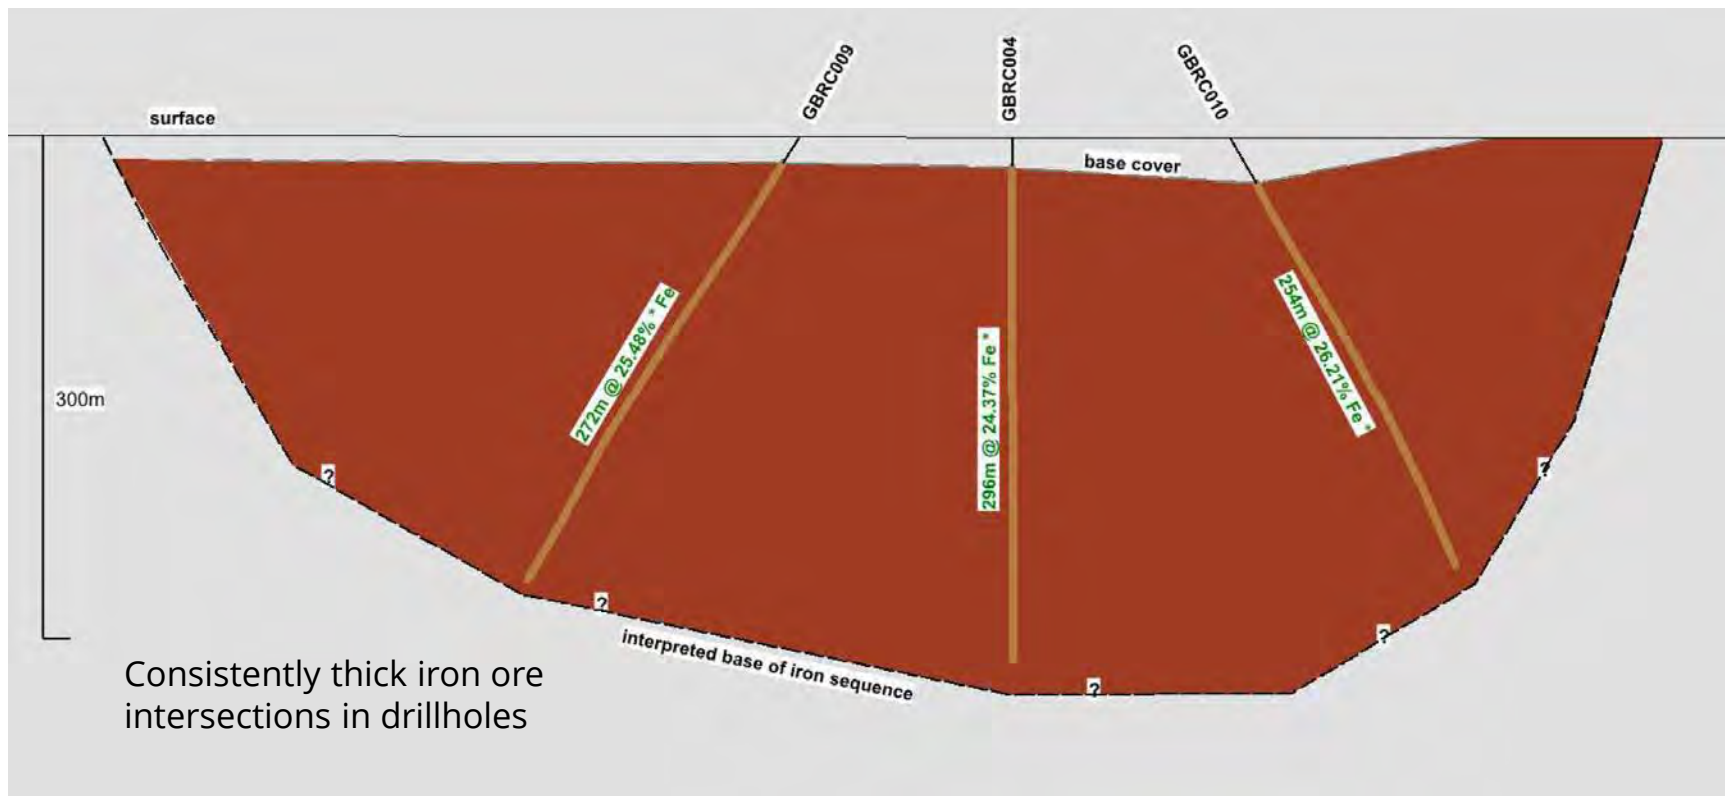 GBRC009
GBRC004
GBRC010
surface
base cover
272m @ 25.48% * Fe
296m @ 24.37% Fe *
254m @ 26.21% Fe *
300m
?
?
?
interpreted base of iron sequence
?
?
Consistently thick iron ore
intersections in drillholes